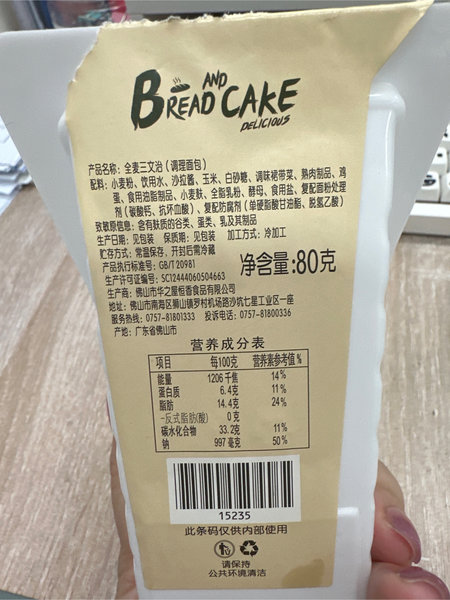 BREAD AND CAKE
DELICIOUS
产品名称：全麦三文治（调理面包）
配料：小麦粉、饮用水、沙拉酱、玉米、白砂糖、调味裙带菜、熟肉制品、鸡
蛋、食用油脂制品、小麦麸、全脂乳粉、酵母、食用盐、复配面粉处理
剂（碳酸钙、抗坏血酸）、复配防腐剂（单硬脂酸甘油酯、脱氢乙酸）
致敏原信息：含有麸质的谷类、蛋类、乳及其制品
生产日期：见包装 保质期：见包装 加工方式：冷加工
贮存方式：常温保存、开封后需冷藏
产品执行标准号：GB/T20981
生产许可证编号：SC12444060504663
净含量：80克
生产商：佛山市华之屋恒香食品有限公司
地址：佛山市南海区狮山镇罗村机场路沙坑七星工业区一座
服务热线：0757-81801333 投诉电话：0757-81800336
产地：广东省佛山市
营养成分表
项目 每100克 营养素参考值%
能量 1206千焦 14%
蛋白质 6.4克 11%
脂肪 14.4克 24%
-反式脂肪(酸) 0克
碳水化合物 33.2克 11%
钠 997毫克 50%
15235
此条码仅供内部使用
请保持
公共环境清洁